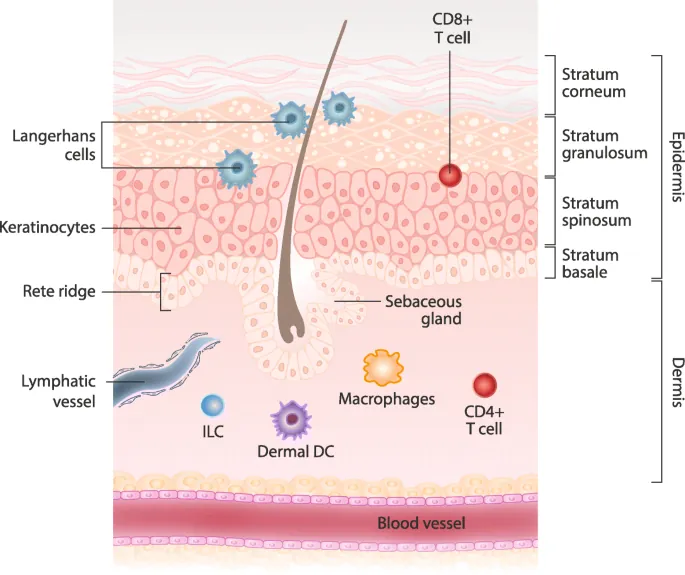 CD8+
T cell
Langerhans
cells
Keratinocytes
Rete ridge
Lymphatic
vessel
ILC
Dermal DC
Macrophages
CD4+
T cell
Sebaceous
gland
Blood vessel
Stratum
corneum
Stratum
granulosum
Stratum
spinosum
Stratum
basale
Epidermis
Dermis